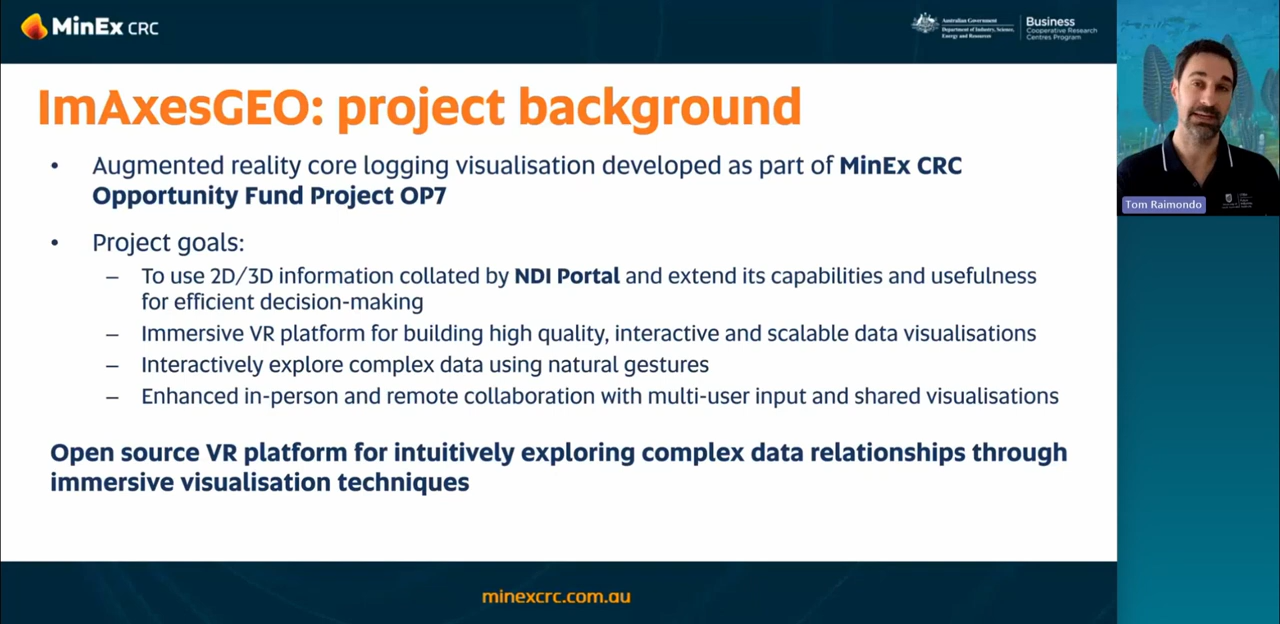 MinEx CRC
Australian Government
Department of Industry, Science,
Energy and Resources
Business
Cooperative Research
Centres Program
ImAxesGEO: project background
• Augmented reality core logging visualisation developed as part of MinEx CRC
Opportunity Fund Project OP7
• Project goals:
– To use 2D/3D information collated by NDI Portal and extend its capabilities and usefulness
for efficient decision-making
– Immersive VR platform for building high quality, interactive and scalable data visualisations
– Interactively explore complex data using natural gestures
– Enhanced in-person and remote collaboration with multi-user input and shared visualisations
Open source VR platform for intuitively exploring complex data relationships through
immersive visualisation techniques
minexcrc.com.au
Tom Raimondo